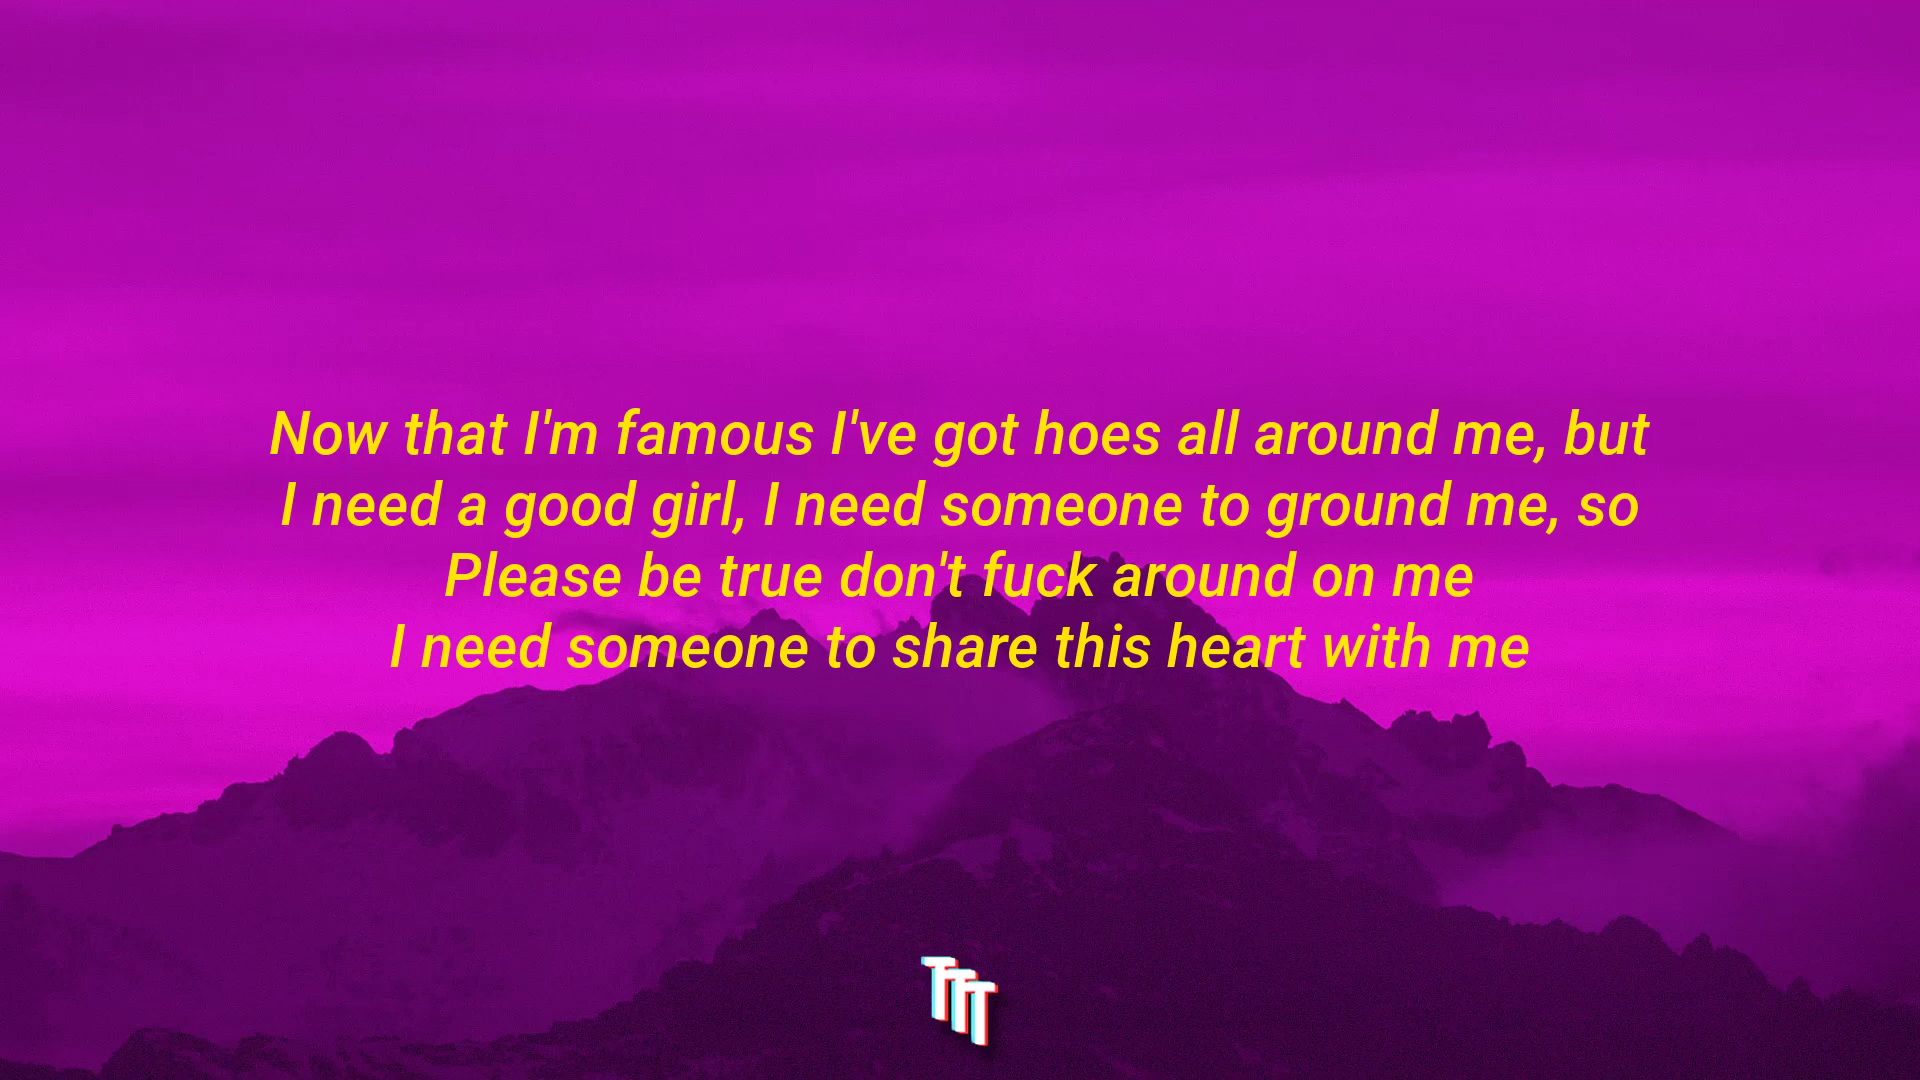 Now that I'm famous I've got hoes all around me, but
I need a good girl, I need someone to ground me, so
Please be true don't fuck around on me
I need someone to share this heart with me
TTT